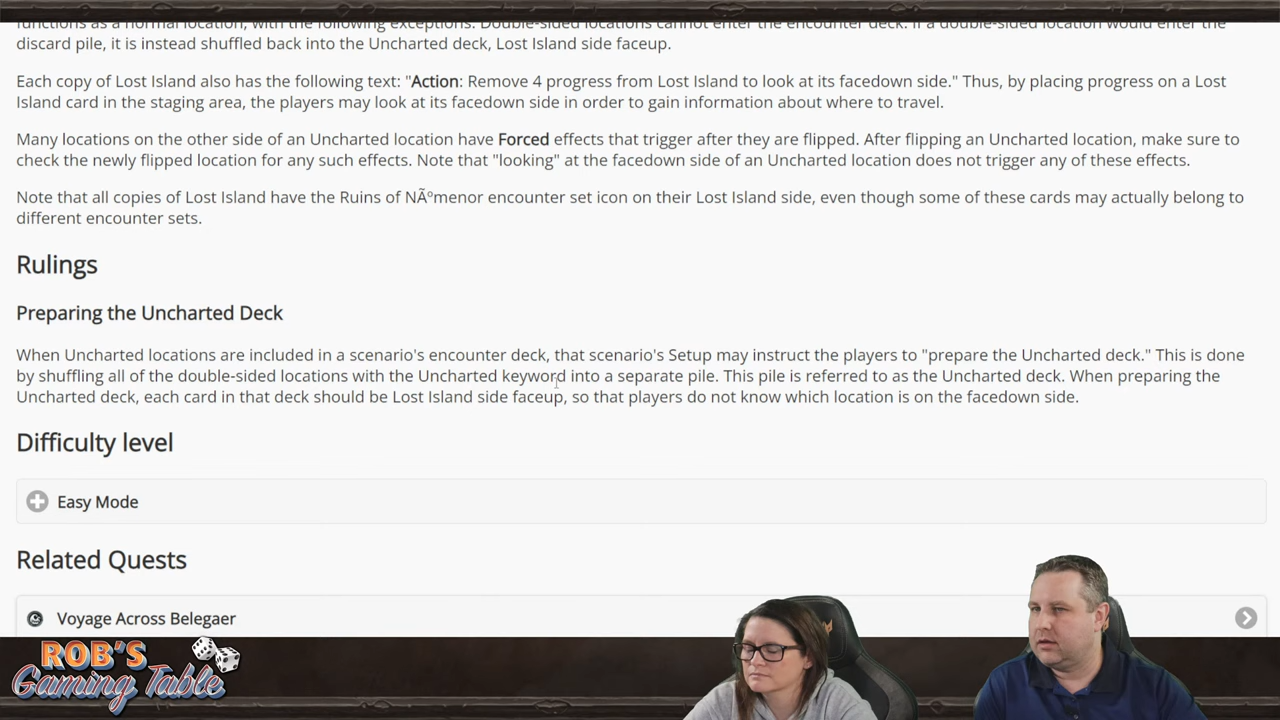 functions as a normal location, with the following exceptions. Double-sided locations cannot enter the encounter deck. If a double-sided location would enter the
discard pile, it is instead shuffled back into the Uncharted deck, Lost Island side faceup.
Each copy of Lost Island also has the following text: "Action: Remove 4 progress from Lost Island to look at its facedown side." Thus, by placing progress on a Lost
Island card in the staging area, the players may look at its facedown side in order to gain information about where to travel.
Many locations on the other side of an Uncharted location have Forced effects that trigger after they are flipped. After flipping an Uncharted location, make sure to
check the newly flipped location for any such effects. Note that "looking" at the facedown side of an Uncharted location does not trigger any of these effects.
Note that all copies of Lost Island have the Ruins of NÃºmenor encounter set icon on their Lost Island side, even though some of these cards may actually belong to
different encounter sets.
Rulings
Preparing the Uncharted Deck
When Uncharted locations are included in a scenario's encounter deck, that scenario's Setup may instruct the players to "prepare the Uncharted deck." This is done
by shuffling all of the double-sided locations with the Uncharted keyword into a separate pile. This pile is referred to as the Uncharted deck. When preparing the
Uncharted deck, each card in that deck should be Lost Island side faceup, so that players do not know which location is on the facedown side.
Difficulty level
Easy Mode
Related Quests
Voyage Across Belegaer
ROB'S
Gaming Table